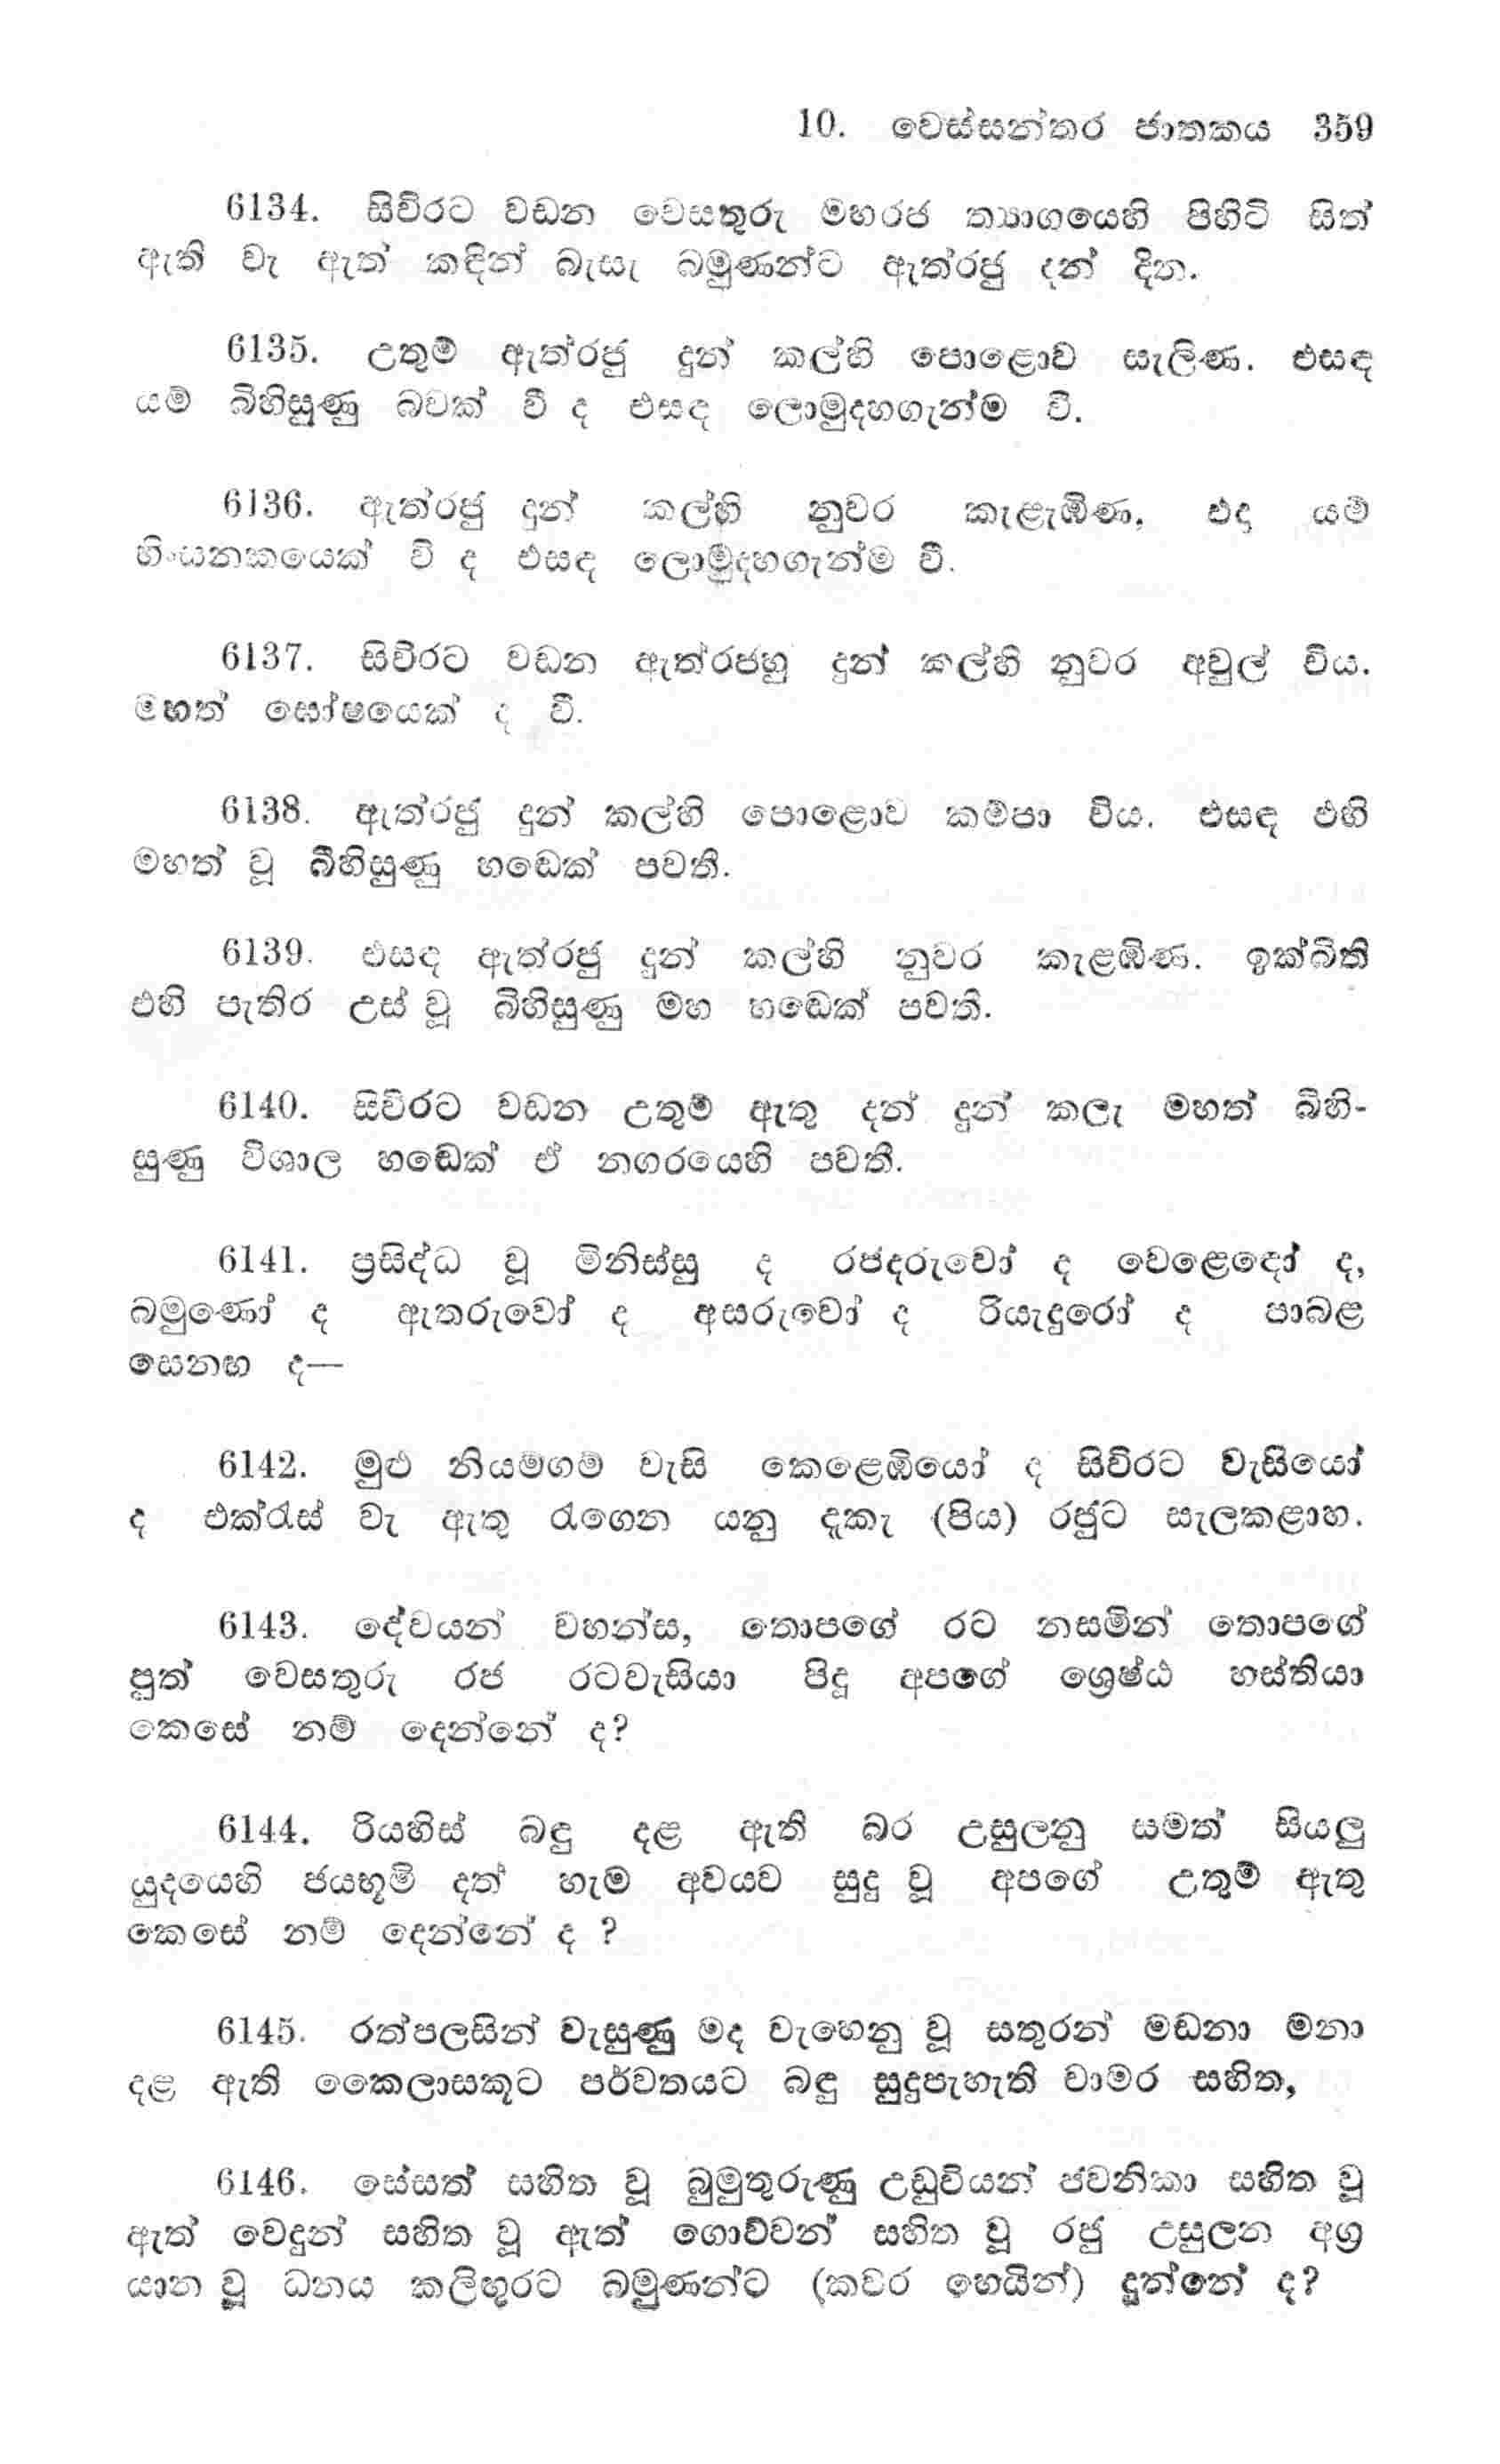 10. වෙස්සන්තර ජාතකය 359
6134. සිවිරට වඩන වෙසතුරු මහරජ ත්‍යාගයෙහි පිහිටි සිත්
ඇති වැ ඇත් කඳින් බැසැ බමුණන්ට ඇත්රජු දන් දින.
6135. උතුම් ඇත්රජු දුන් කල්හි පොළොව සැලිණ. එසඳ
යම් බිහිසුණු බවක් වී ද එසඳ ලොමුදහගැන්ම වි.
6136. ඇත්රජු දුන් කල්හි නුවර කැළැඹිණ, එදා යම්
හිංසනකයෙක් වි ද එසඳ ලොමුදහගැන්ම වී.
6137. සිවිරට වඩන ඇත්රජහු දුන් කල්හි නුවර අවුල් විය.
මහත් ඝෝෂයෙක් ද වී.
6138. ඇත්රජු දුන් කල්හි පොළොව කම්පා විය. එසඳ එහි
මහත් වූ බිහිසුණු හඬෙක් පවතී.
6139. එසඳ ඇත්රජු දුන් කල්හි නුවර කැළඹිණ. ඉක්බිති
එහි පැතිර උස් වූ බිහිසුණු මහ හඬෙක් පවති.
6140. සිවිරට වඩන උතුම් ඇතු දන් දුන් කලැ මහත් බිහි-
සුණු විශාල හඬෙක් ඒ නගරයෙහි පවතී.
6141. ප්‍රසිද්ධ වූ මිනිස්සු ද රජදරුවෝ ද වෙළෙඳෝ ද,
බමුණෝ ද ඇතරුවෝ ද අසරුවෝ ද රියැදුරෝ ද පාබළ
සෙනඟ ද—
6142. මුළු නියම්ගම් වැසි කෙළෙඹියෝ ද සිවිරට වැසියෝ
ද එක්රැස් වැ ඇතු රැගෙන යනු දැකැ (පිය) රජුට සැලකළාහ.
6143. දේවයන් වහන්ස, තොපගේ රට නසමින් තොපගේ
පුත් වෙසතුරු රජ රටවැසියා පිදූ අපගේ ශ්‍රෙෂ්ඨ හස්තියා
කෙසේ නම් දෙන්නේ ද?
6144. රියහිස් බඳු දළ ඇති බර උසුලනු සමත් සියලු
යුදයෙහි ජයභූමි දත් හැම අවයව සුදු වූ අපගේ උතුම් ඇතු
කෙසේ නම් දෙන්නේ ද ?
6145. රත්පලසින් වැසුණු මද වැහෙනු වූ සතුරන් මඩනා මනා
දළ ඇති කෛලාසකූට පර්වතයට බඳු සුදුපැහැති චාමර සහිත,
6146. සේසත් සහිත වූ බුමුතුරුණු උඩුවියන් ජවනිකා සහිත වූ
ඇත් වෙදුන් සහිත වූ ඇත් ගොව්වන් සහිත වූ රජු උසුලන අග්‍ර
යාන වූ ධනය කලිඟුරට බමුණන්ට (කවර හෙයින්) දුන්නේ ද?